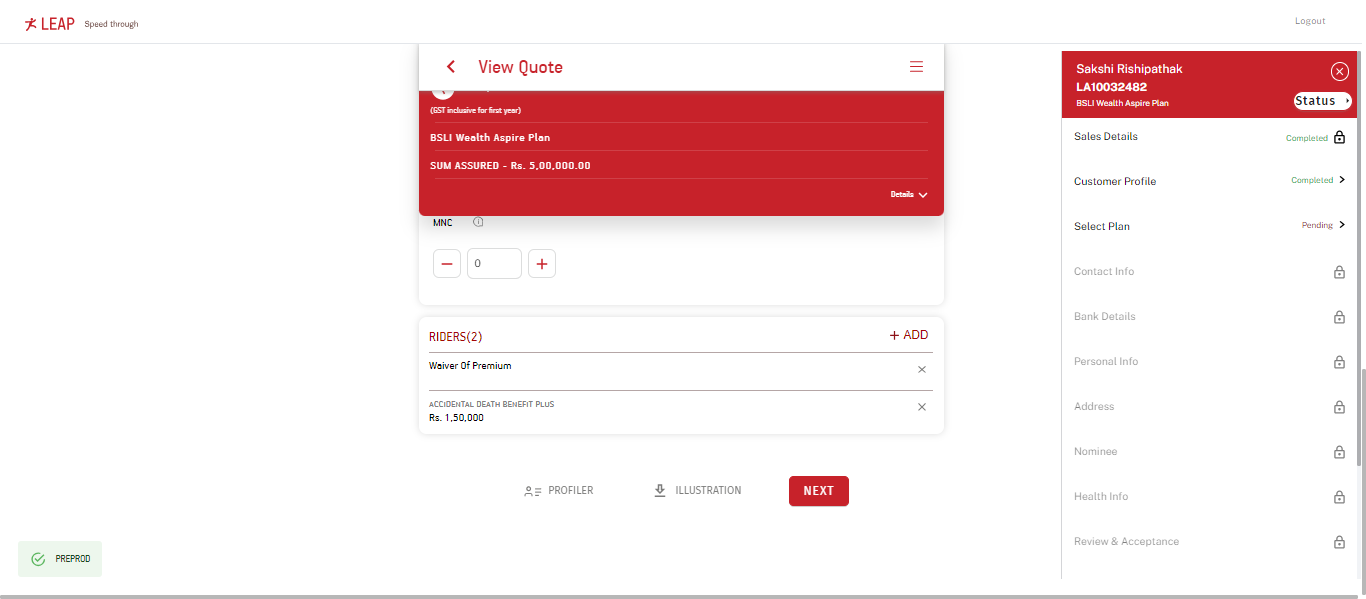 LEAP Speed through
Logout
View Quote
(GST inclusive for first year)
BSLI Wealth Aspire Plan
SUM ASSURED - Rs. 5,00,000.00
Details
MNC
0
RIDERS(2)
+ ADD
Waiver Of Premium
ACCIDENTAL DEATH BENEFIT PLUS
Rs. 1,50,000
PROFILER
ILLUSTRATION
NEXT
PREPROD
Sakshi Rishipathak
LA10032482
BSLI Wealth Aspire Plan
Status
Sales Details Completed
Customer Profile Completed
Select Plan Pending
Contact Info
Bank Details
Personal Info
Address
Nominee
Health Info
Review & Acceptance